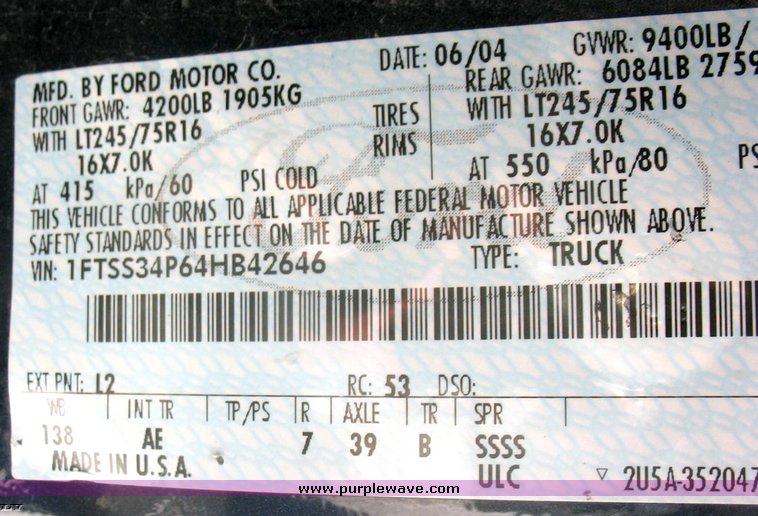 MFD. BY FORD MOTOR CO. DATE: 06/04 GVWR: 9400LB/
FRONT GAWR: 4200LB 1905KG REAR GAWR: 6084LB 2759
WITH LT245/75R16 TIRES WITH LT245/75R16
16X7.0K RIMS 16X7.0K
AT 415 kPa/60 PSI COLD AT 550 kPa/80 PS
THIS VEHICLE CONFORMS TO ALL APPLICABLE FEDERAL MOTOR VEHICLE
SAFETY STANDARDS IN EFFECT ON THE DATE OF MANUFACTURE SHOWN ABOVE.
VIN: 1FTSS34P64HB42646 TYPE: TRUCK
EXT PNT: L2 RC: 53 DSO:
WB INT TR TP/PS R AXLE TR SPR
138 AE 7 39 B SSSS
MADE IN U.S.A. ULC ▽ 2U5A-352047
www.purplewave.com